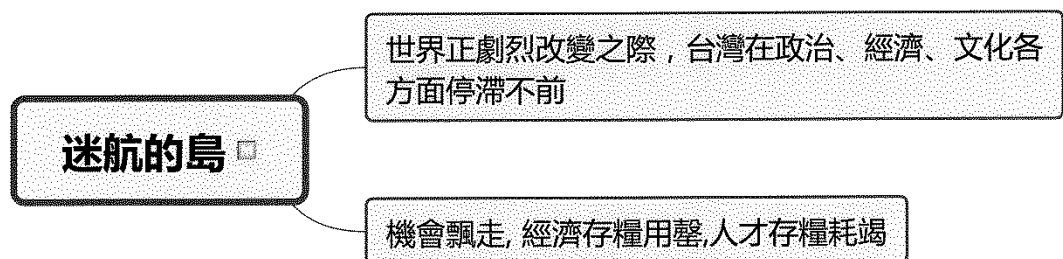 迷航的島
世界正劇烈改變之際，台灣在政治、經濟、文化各
方面停滯不前
機會飄走, 經濟存糧用罄,人才存糧耗竭